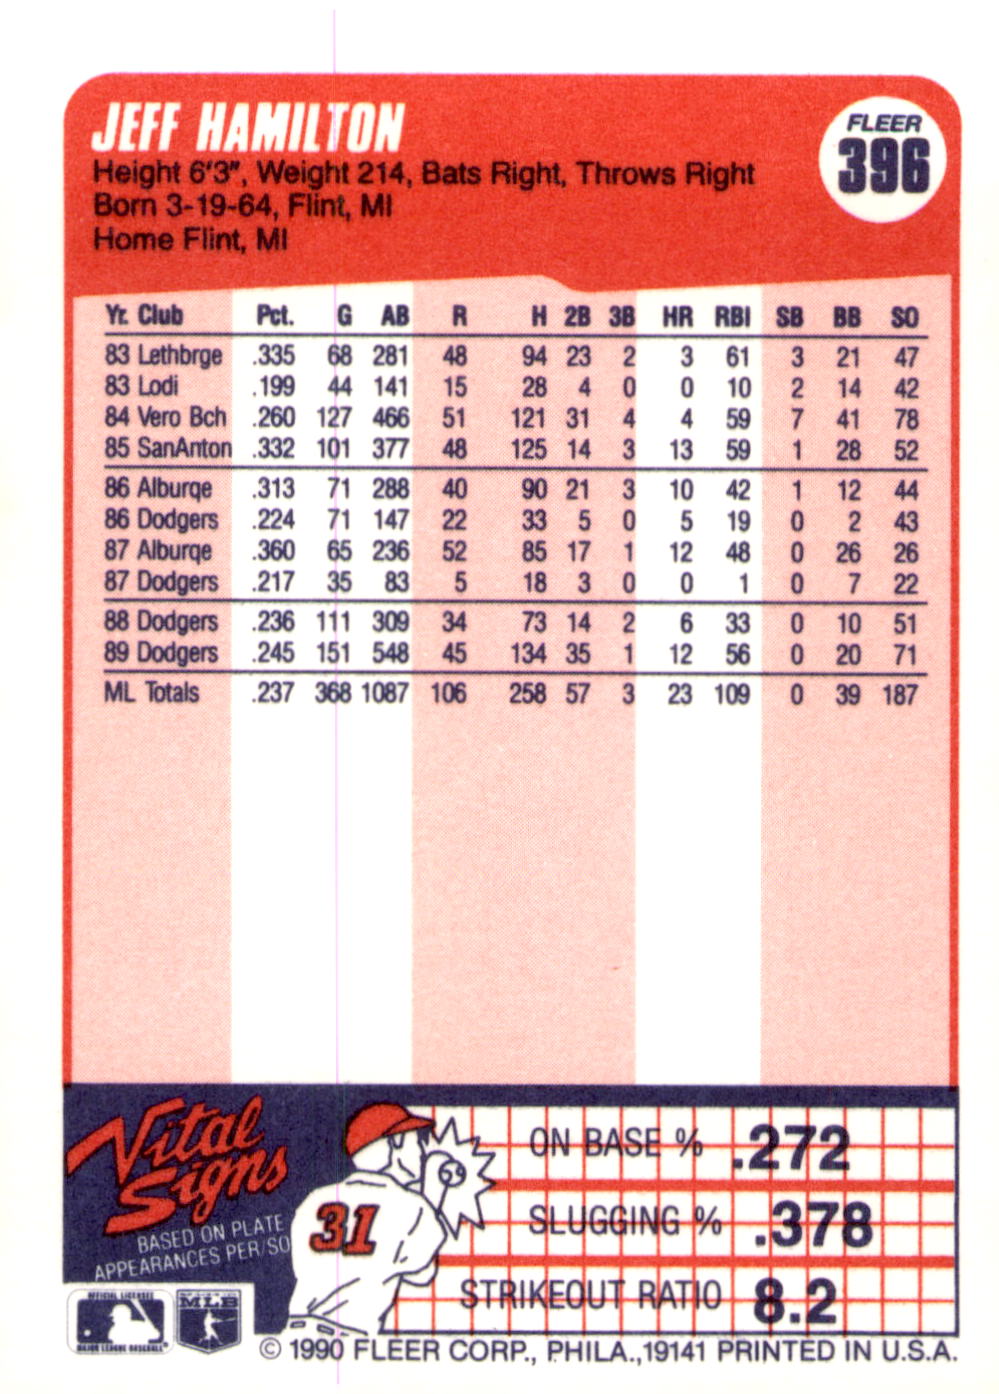 JEFF HAMILTON
FLEER
396
Height 6'3", Weight 214, Bats Right, Throws Right
Born 3-19-64, Flint, MI
Home Flint, MI
Yr. Club Pct. G AB R H 2B 3B HR RBI SB BB SO
83 Lethbrge .335 68 281 48 94 23 2 3 61 3 21 47
83 Lodi .199 44 141 15 28 4 0 0 10 2 14 42
84 Vero Bch .260 127 466 51 121 31 4 4 59 7 41 78
85 SanAnton .332 101 377 48 125 14 3 13 59 1 28 52
86 Alburqe .313 71 288 40 90 21 3 10 42 1 12 44
86 Dodgers .224 71 147 22 33 5 0 5 19 0 2 43
87 Alburqe .360 65 236 52 85 17 1 12 48 0 26 26
87 Dodgers .217 35 83 5 18 3 0 0 1 0 7 22
88 Dodgers .236 111 309 34 73 14 2 6 33 0 10 51
89 Dodgers .245 151 548 45 134 35 1 12 56 0 20 71
ML Totals .237 368 1087 106 258 57 3 23 109 0 39 187
Vital
Signs
BASED ON PLATE
APPEARANCES PER/SO
31
ON BASE % .272
SLUGGING % .378
STRIKEOUT RATIO 8.2
OFFICIAL LICENSEE
MAJOR LEAGUE BASEBALL
MLB
© 1990 FLEER CORP., PHILA.,19141 PRINTED IN U.S.A.